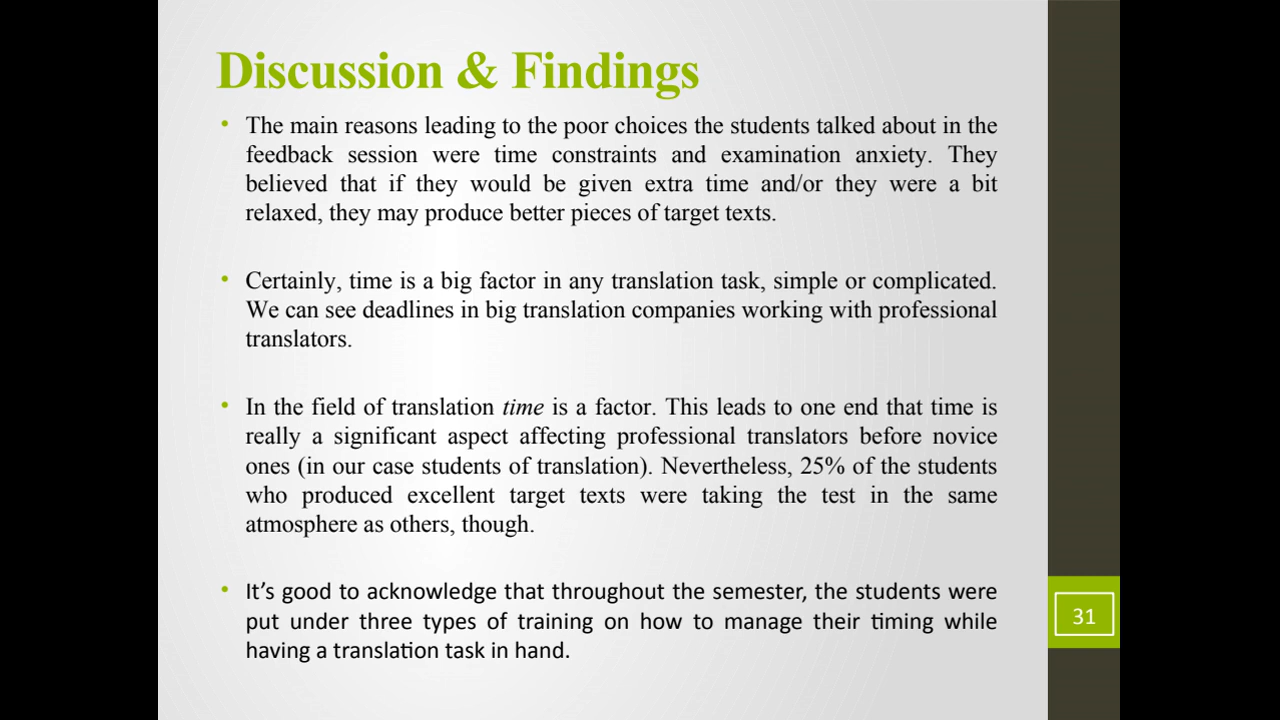 Discussion & Findings
• The main reasons leading to the poor choices the students talked about in the
feedback session were time constraints and examination anxiety. They
believed that if they would be given extra time and/or they were a bit
relaxed, they may produce better pieces of target texts.
• Certainly, time is a big factor in any translation task, simple or complicated.
We can see deadlines in big translation companies working with professional
translators.
• In the field of translation time is a factor. This leads to one end that time is
really a significant aspect affecting professional translators before novice
ones (in our case students of translation). Nevertheless, 25% of the students
who produced excellent target texts were taking the test in the same
atmosphere as others, though.
• It’s good to acknowledge that throughout the semester, the students were
put under three types of training on how to manage their timing while
having a translation task in hand.
31